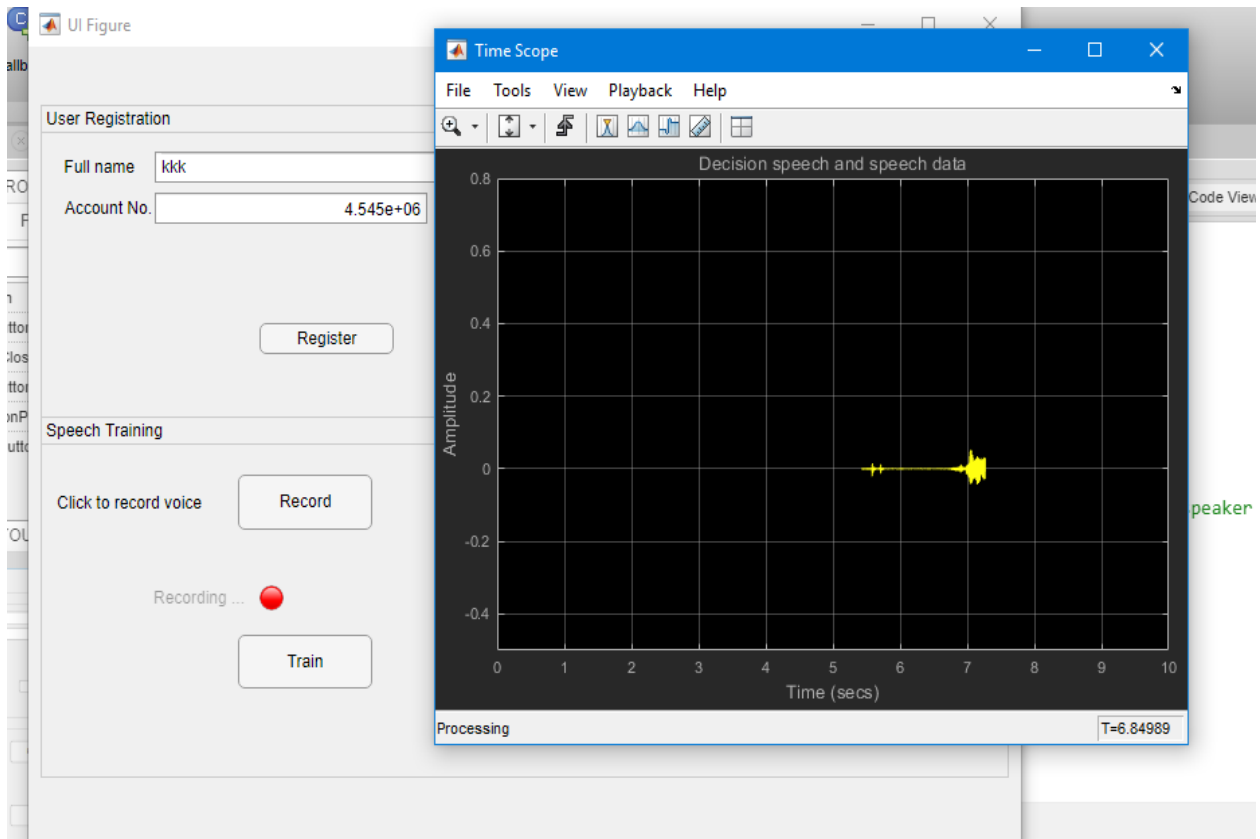 UI Figure
allb
User Registration
Full name kkk
Account No. 4.545e+06
Register
Speech Training
Click to record voice Record
Recording ...
Train
Time Scope
File Tools View Playback Help
Decision speech and speech data
Amplitude
0.8
0.6
0.4
0.2
0
-0.2
-0.4
0 1 2 3 4 5 6 7 8 9 10
Time (secs)
Processing T=6.84989
Code View
peaker